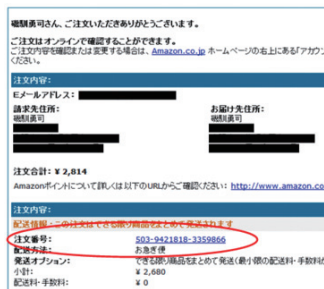 磯馴勇司さん、ご注文いただきありがとうございます。
ご注文はオンラインで確認することができます。
ご注文内容を確認または変更する場合は、Amazon.co.jp ホームページの右上にある「アカウン
ください。
注文内容:
Eメールアドレス:
請求先住所: お届け先住所:
磯馴勇司 磯馴勇司
注文合計: ¥ 2,814
Amazonポイントについて詳しくは以下のURLからご確認ください: http://www.amazon.co
注文内容:
配送情報: この注文はできる限り商品をまとめて発送されます
注文番号: 503-9421818-3359866
配送方法: お急ぎ便
発送オプション: できる限り商品をまとめて発送(最小限の配送料・手数料が
小計: ¥ 2,680
配送料・手数料: ¥ 0